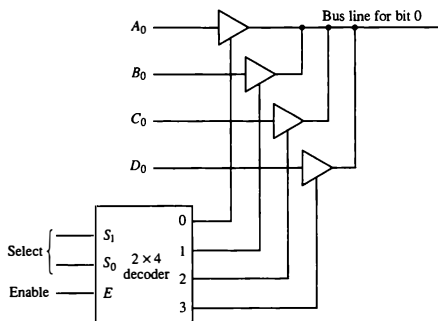 Bus line for bit 0
A₀
B₀
C₀
D₀
0
S₁
1
Select
S₀
2 × 4
decoder
2
Enable
E
3